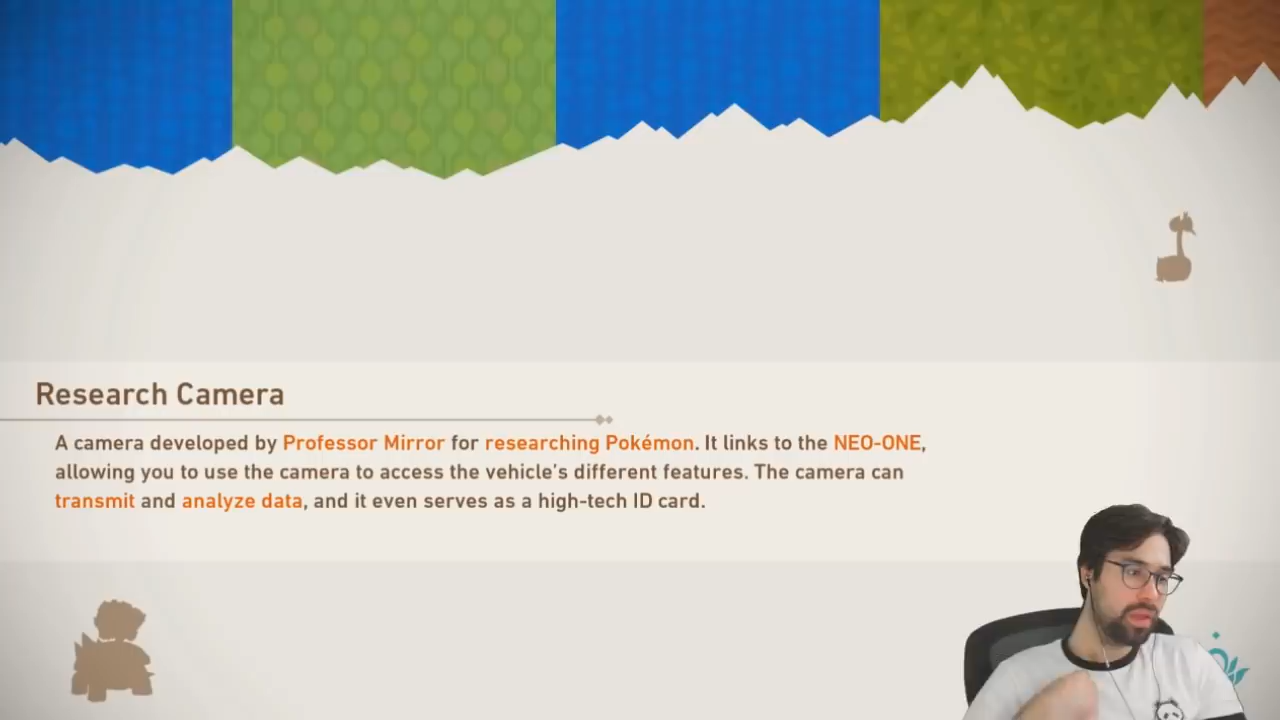 Research Camera
A camera developed by Professor Mirror for researching Pokémon. It links to the NEO-ONE,
allowing you to use the camera to access the vehicle's different features. The camera can
transmit and analyze data, and it even serves as a high-tech ID card.